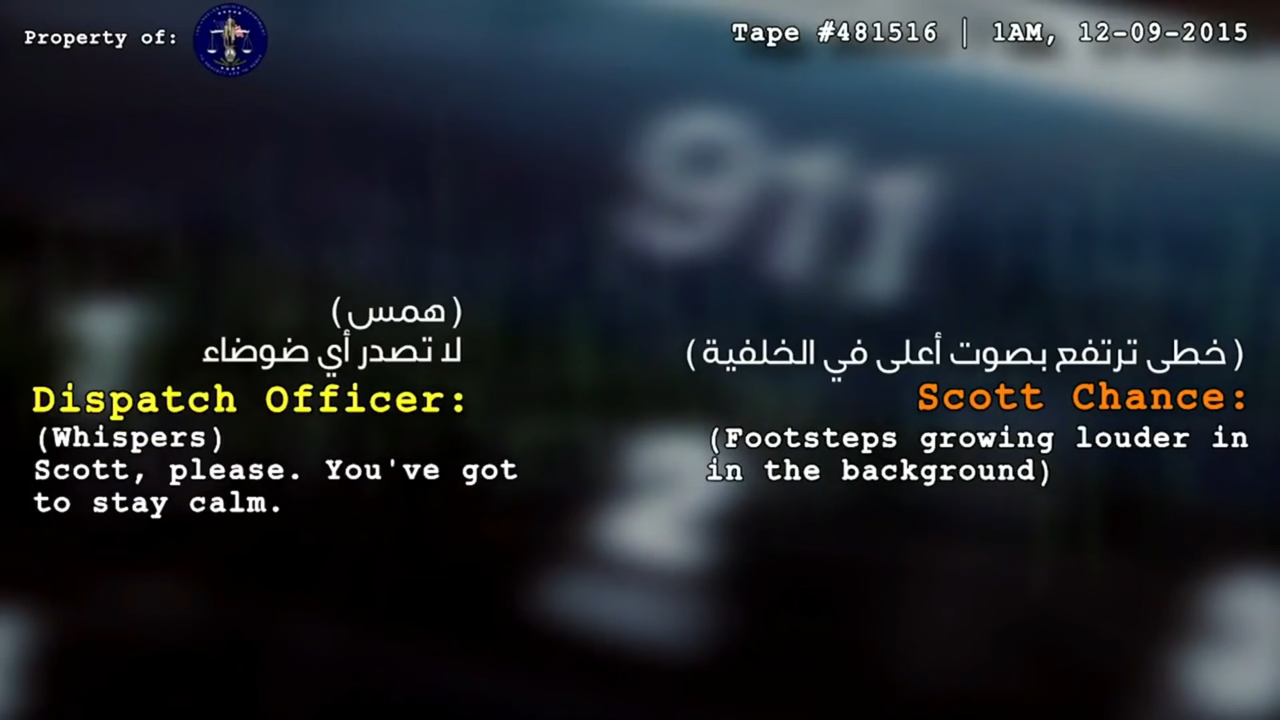 Property of:
Tape #481516 | 1AM, 12-09-2015
911
(همس)
لا تصدر أي ضوضاء
Dispatch Officer:
(Whispers)
Scott, please. You've got
to stay calm.
(خطى ترتفع بصوت أعلى في الخلفية)
Scott Chance:
(Footsteps growing louder in
in the background)
2